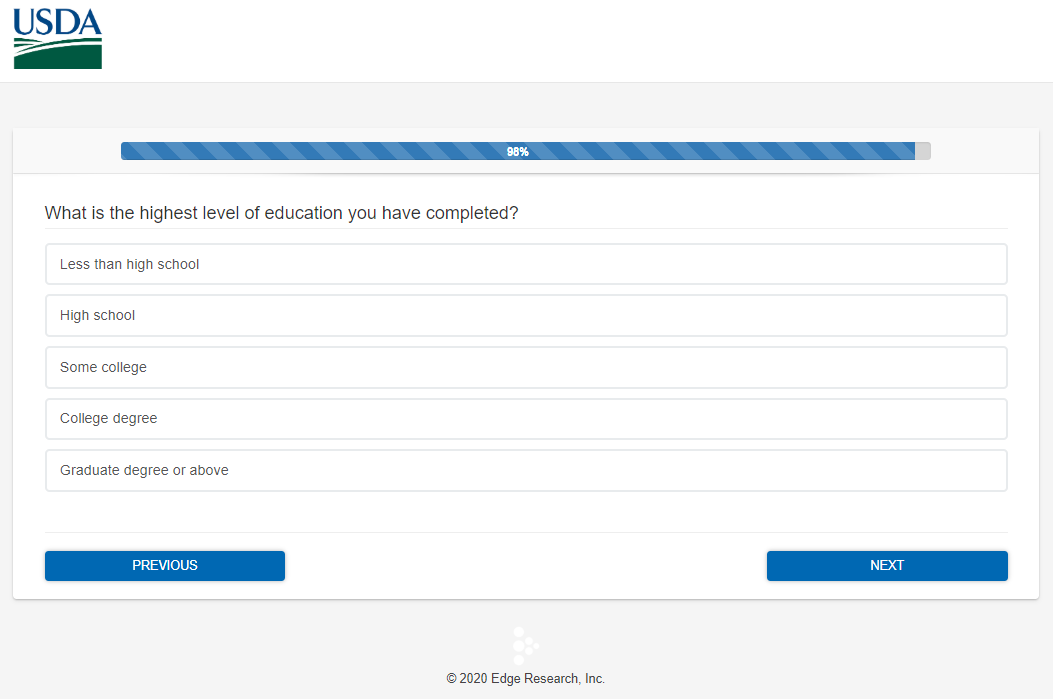 USDA
98%
What is the highest level of education you have completed?
Less than high school
High school
Some college
College degree
Graduate degree or above
PREVIOUS
NEXT
© 2020 Edge Research, Inc.